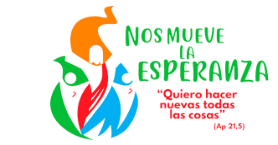 NOS MUEVE
LA
ESPERANZA
“Quiero hacer
nuevas todas
las cosas”
(Ap 21,5)